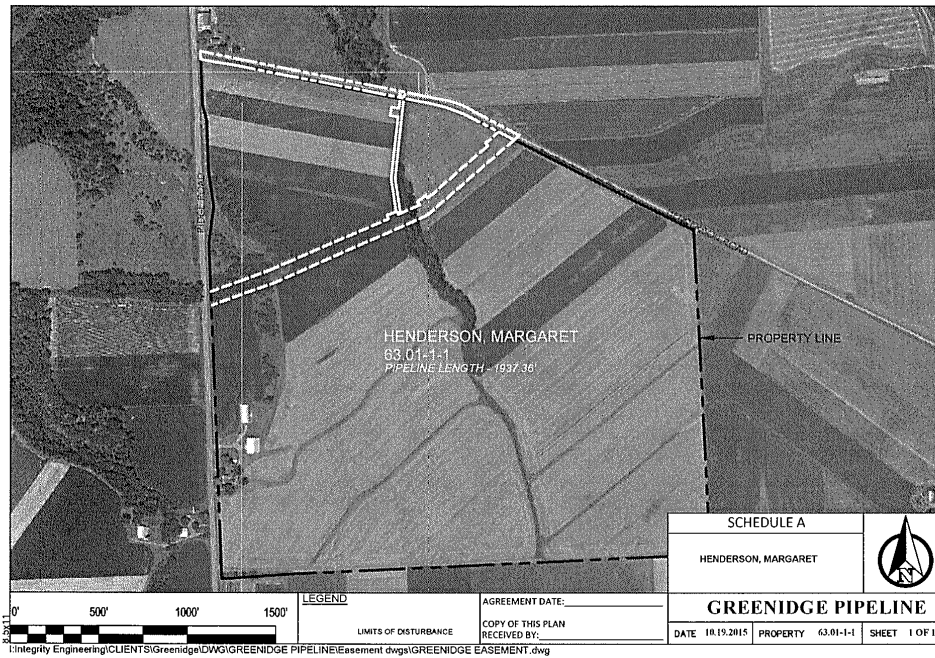 HENDERSON, MARGARET
63.01-1-1
PIPELINE LENGTH - 1937.36'
PROPERTY LINE
SCHEDULE A
HENDERSON, MARGARET
N
GREENIDGE PIPELINE
DATE 10.19.2015 PROPERTY 63.01-1-1 SHEET 1 OF 1
0' 500' 1000' 1500'
8.5x11
LEGEND
LIMITS OF DISTURBANCE
AGREEMENT DATE:
COPY OF THIS PLAN
RECEIVED BY:
I:\Integrity Engineering\CLIENTS\Greenidge\DWG\GREENIDGE PIPELINE\Easement dwgs\GREENIDGE EASEMENT.dwg